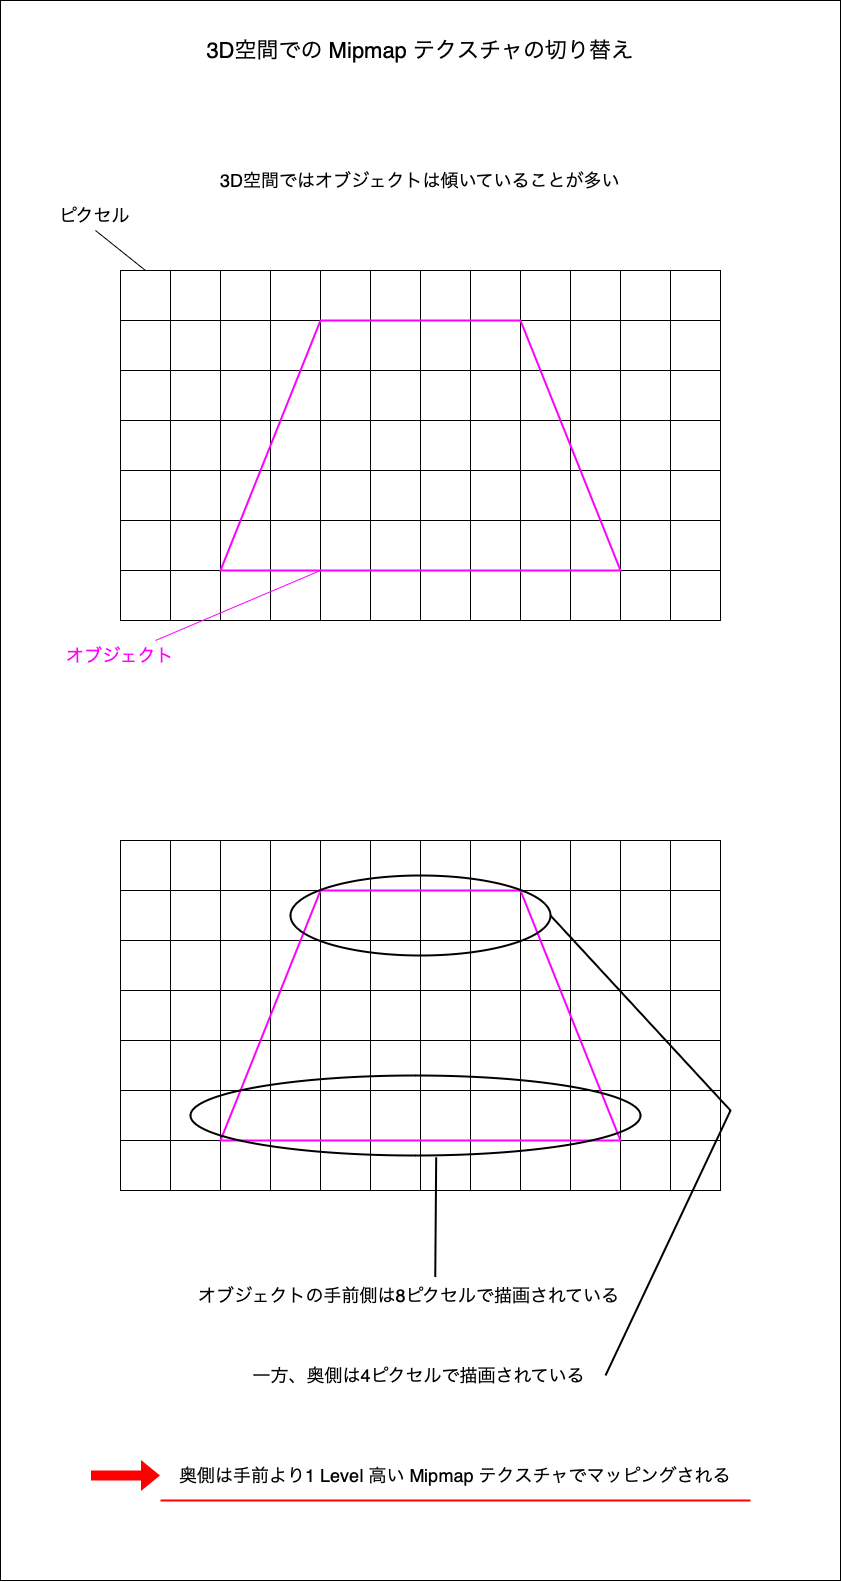 3D空間での Mipmap テクスチャの切り替え
3D空間ではオブジェクトは傾いていることが多い
ピクセル
オブジェクト
オブジェクトの手前側は8ピクセルで描画されている
一方、奥側は4ピクセルで描画されている
奥側は手前より1 Level 高い Mipmap テクスチャでマッピングされる